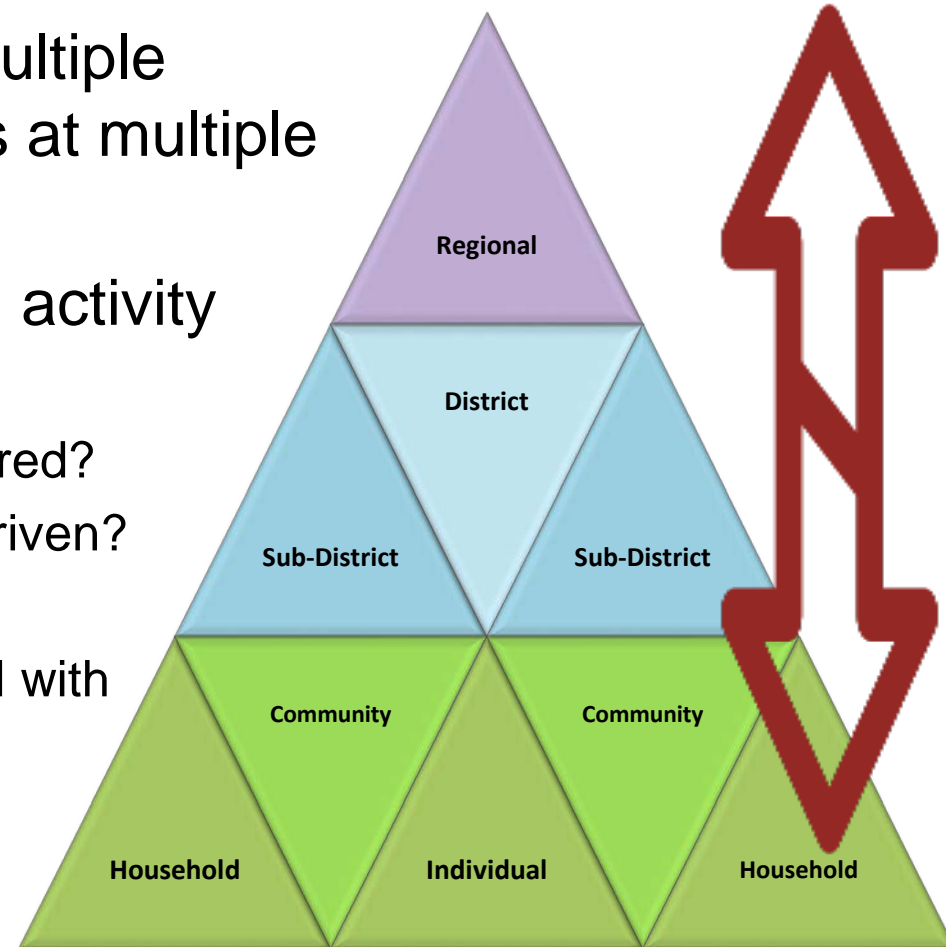 ultiple
s at multiple
activity
red?
riven?
d with
Regional
District
Sub-District Sub-District
Community Community
Household Individual Household